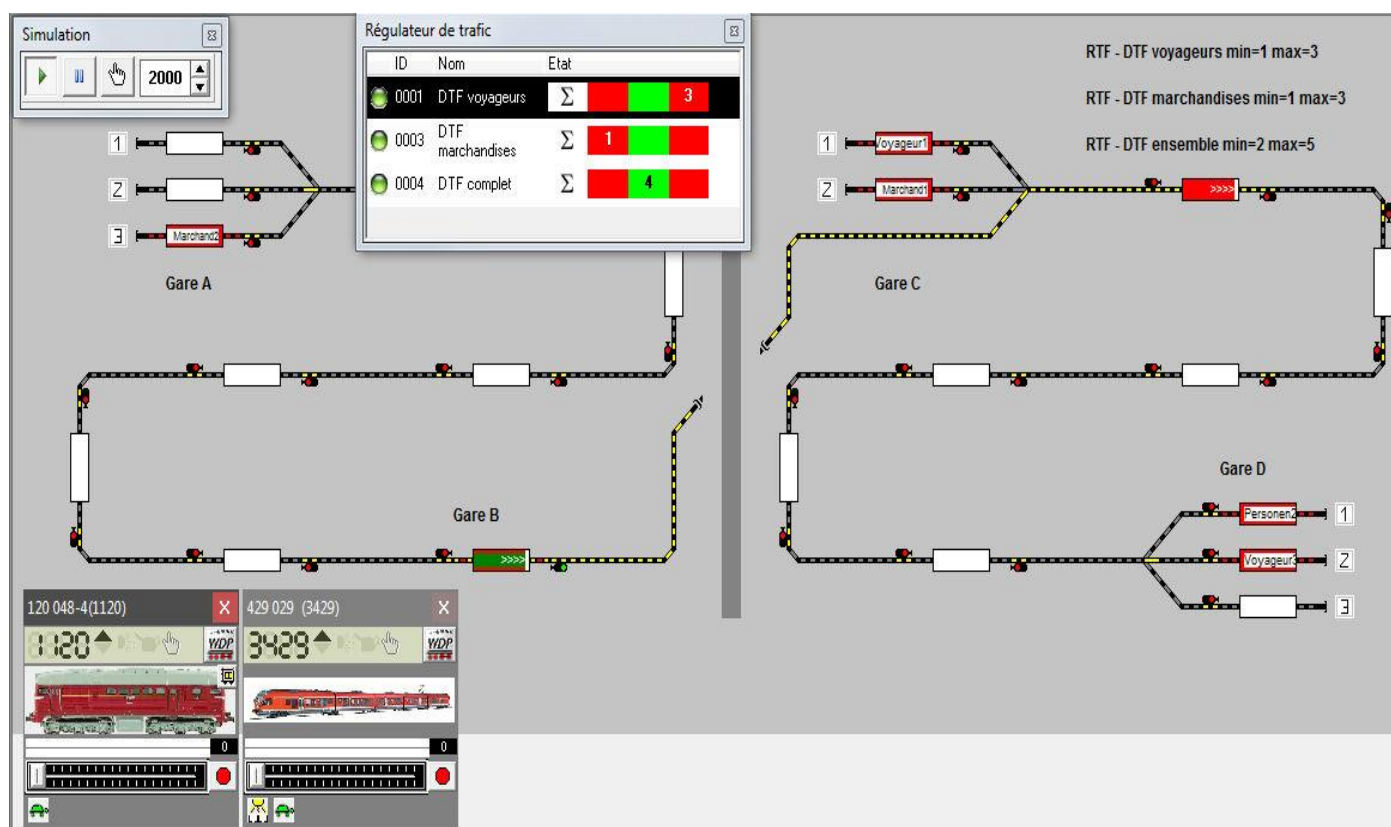 Simulation
2000
Régulateur de trafic
ID Nom Etat
0001 DTF voyageurs Σ 3
0003 DTF marchandises Σ 1
0004 DTF complet Σ 4
RTF - DTF voyageurs min=1 max=3
RTF - DTF marchandises min=1 max=3
RTF - DTF ensemble min=2 max=5
1
2
3 Marchand2
Gare A
1 Voyageur1
2 Marchand1
>>>>
Gare C
Gare B
>>>>
Gare D
Personen2 1
Voyageur3 2
3
120 048-4(1120) X
1120 WDP
0
429 029 (3429) X
3429 WDP
0